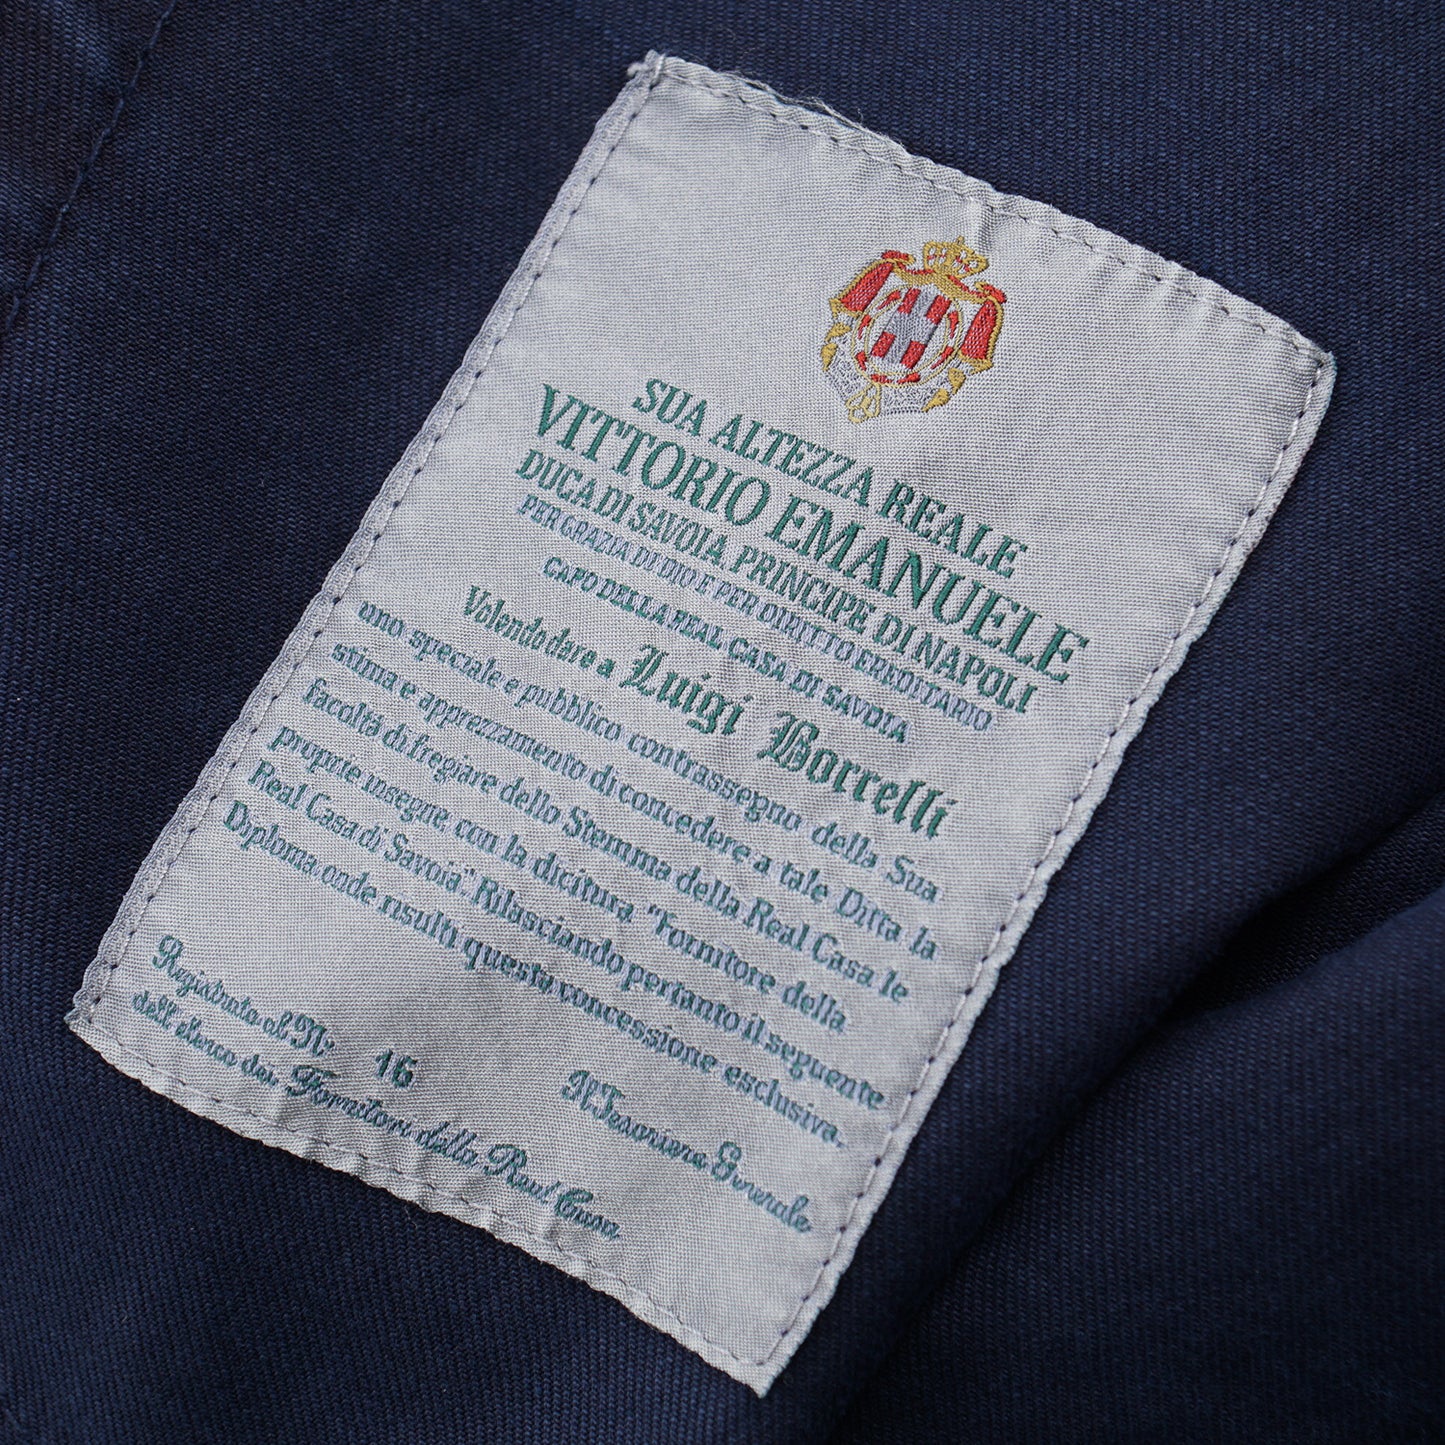 SUA ALTEZZA REALE
VITTORIO EMANUELE
DUCA DI SAVOIA PRINCIPE DI NAPOLI
PER GRAZIA DI DIO E PER DIRITTO EREDITARIO
CAPO DELLA REAL CASA DI SAVOIA
Volendo dare a Luigi Borrelli
uno speciale e pubblico contrassegno della Sua
stima e apprezzamento di concedere a tale Ditta la
facoltà di fregiare dello Stemma della Real Casa le
proprie insegne con la dicitura "Fornitore della
Real Casa di Savoia". Rilasciando pertanto il seguente
Diploma onde risulti questa concessione esclusiva.
Registrato al N° 16
dell'elenco dei Fornitori della Real Casa
Il Tesoriere Generale